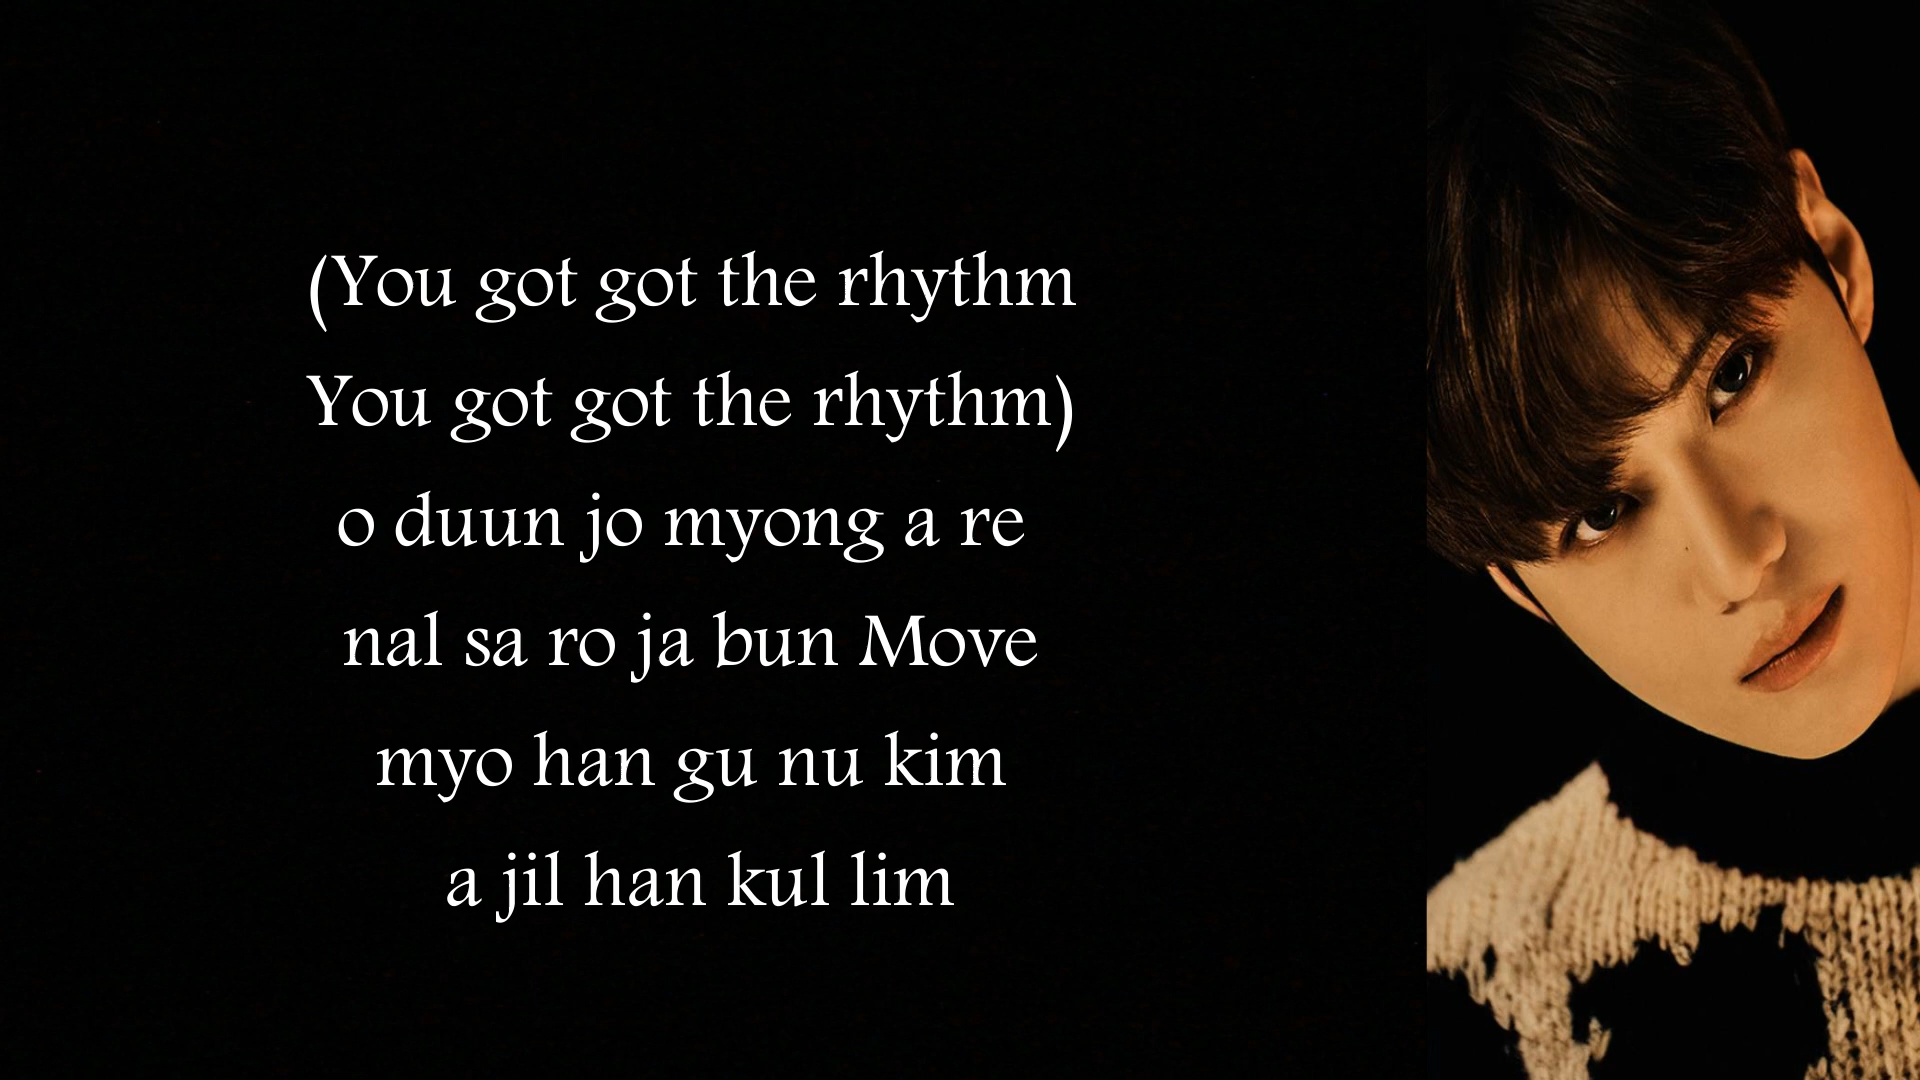 (You got got the rhythm
You got got the rhythm)
o duun jo myong a re
nal sa ro ja bun Move
myo han gu nu kim
a jil han kul lim